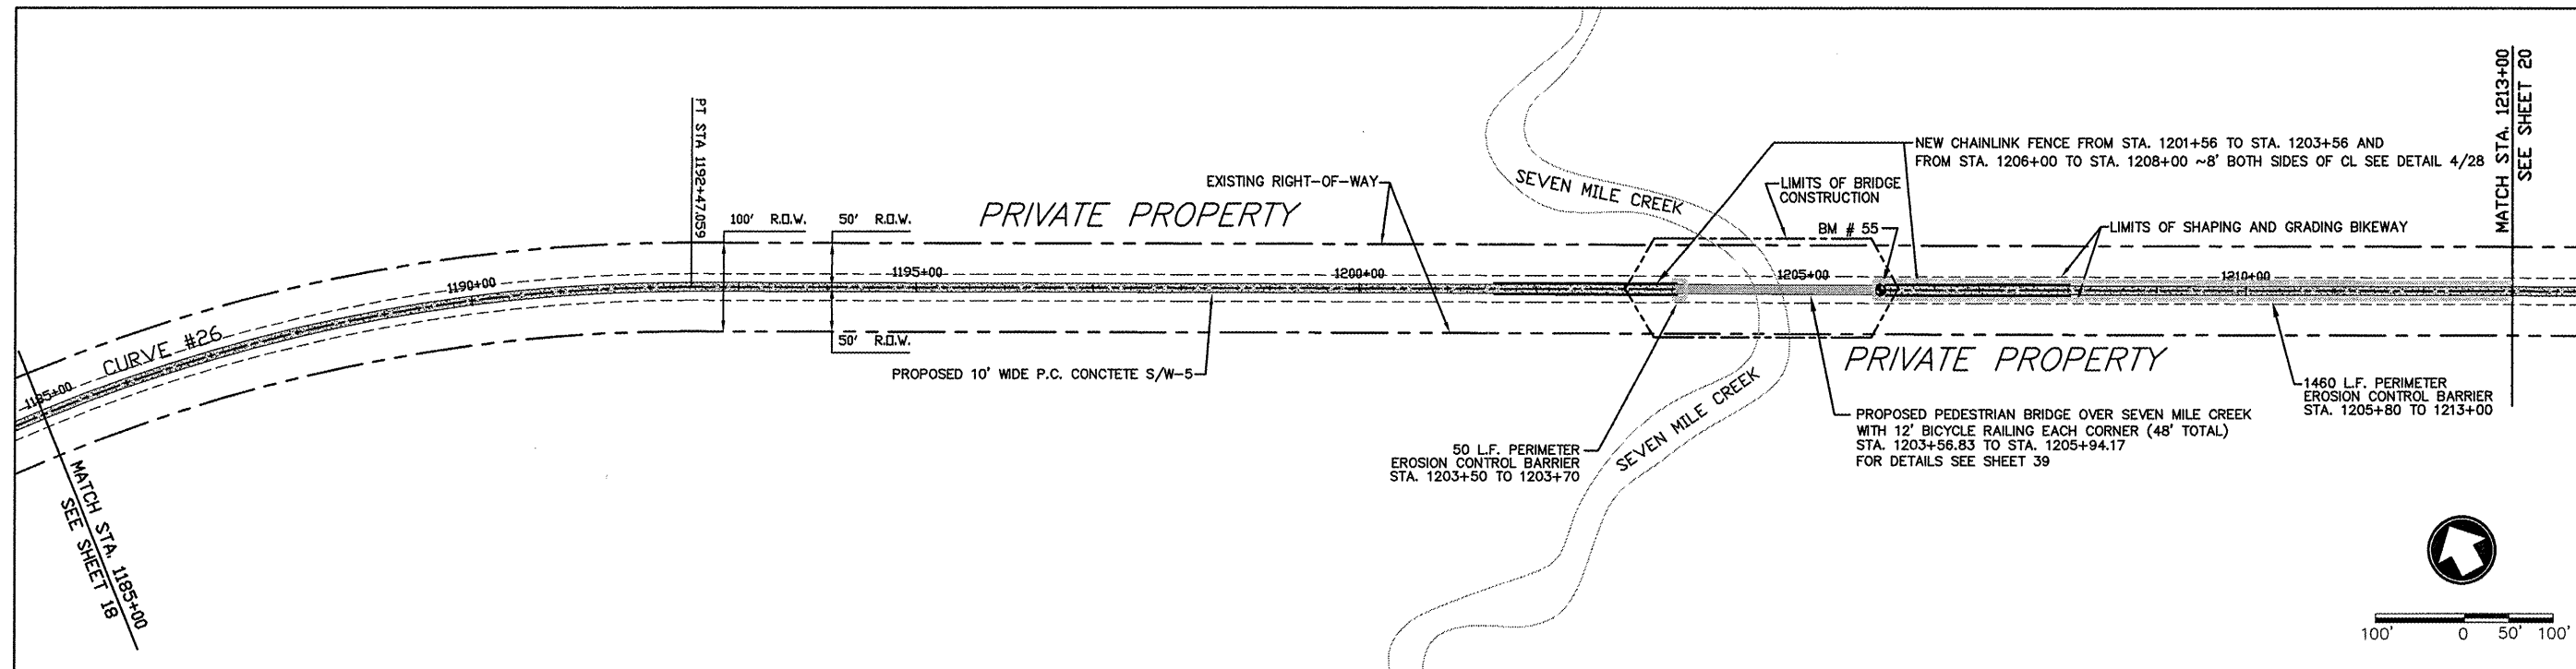 MATCH STA. 1213+00
SEE SHEET 20
PT STA 1192+47.059
NEW CHAINLINK FENCE FROM STA. 1201+56 TO STA. 1203+56 AND
FROM STA. 1206+00 TO STA. 1208+00 ~8' BOTH SIDES OF CL SEE DETAIL 4/28
EXISTING RIGHT-OF-WAY
SEVEN MILE CREEK
LIMITS OF BRIDGE
CONSTRUCTION
100' R.O.W.
50' R.O.W.
PRIVATE PROPERTY
BM # 55
LIMITS OF SHAPING AND GRADING BIKEWAY
1185+00
1190+00
1195+00
1200+00
1205+00
1210+00
CURVE #26
50' R.O.W.
PROPOSED 10' WIDE P.C. CONCTETE S/W-5
PRIVATE PROPERTY
1460 L.F. PERIMETER
EROSION CONTROL BARRIER
STA. 1205+80 TO 1213+00
SEVEN MILE CREEK
PROPOSED PEDESTRIAN BRIDGE OVER SEVEN MILE CREEK
WITH 12' BICYCLE RAILING EACH CORNER (48' TOTAL)
STA. 1203+56.83 TO STA. 1205+94.17
FOR DETAILS SEE SHEET 39
50 L.F. PERIMETER
EROSION CONTROL BARRIER
STA. 1203+50 TO 1203+70
MATCH STA. 1185+00
SEE SHEET 18
100' 0 50' 100'